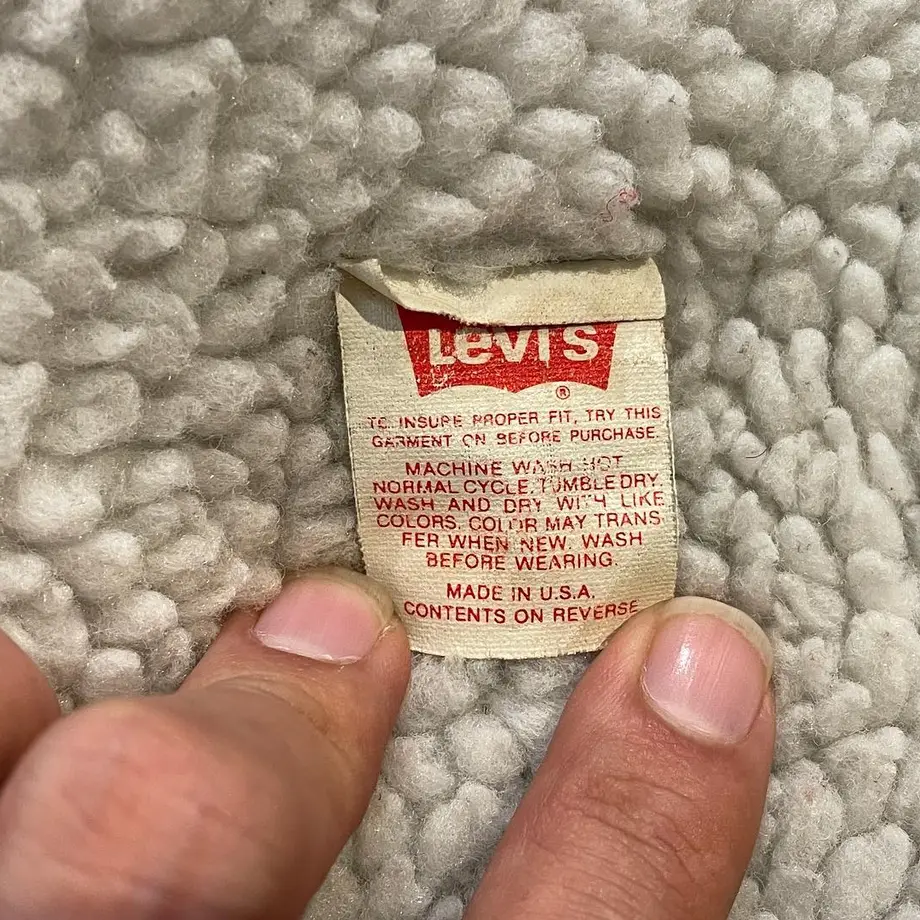 Levi's
®
TO INSURE PROPER FIT, TRY THIS
GARMENT ON BEFORE PURCHASE.
MACHINE WASH HOT
NORMAL CYCLE. TUMBLE DRY.
WASH AND DRY WITH LIKE
COLORS. COLOR MAY TRANS-
FER WHEN NEW, WASH
BEFORE WEARING.
MADE IN U.S.A.
CONTENTS ON REVERSE